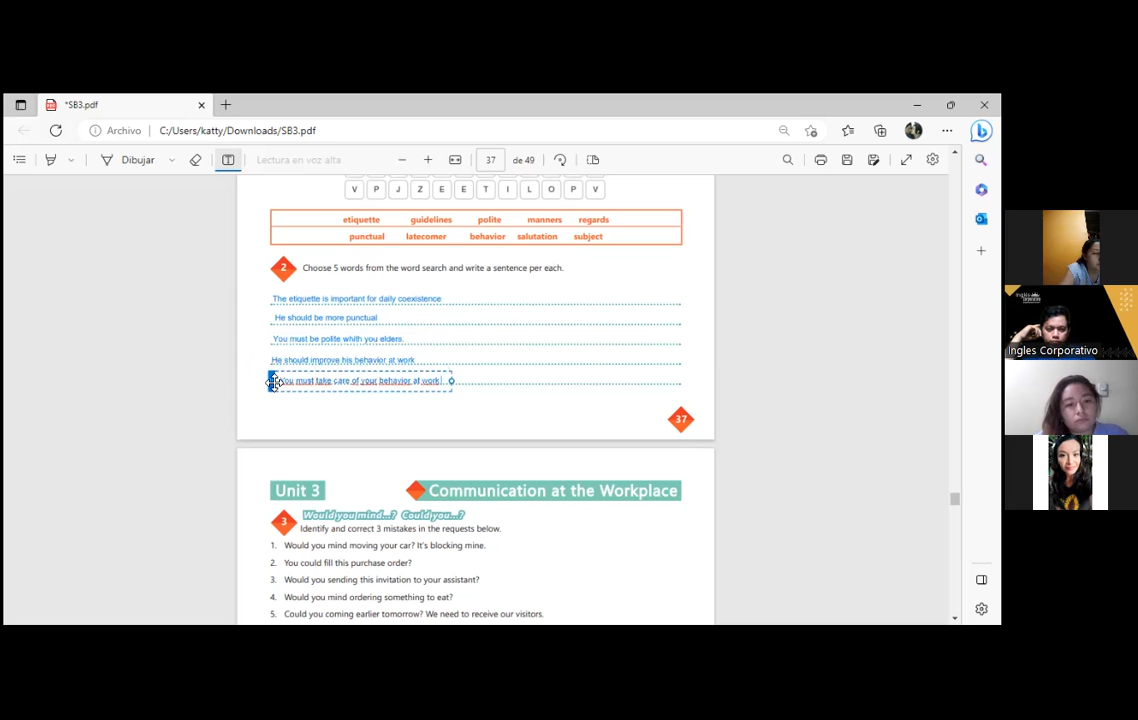 *SB3.pdf
Archivo C:/Users/katty/Downloads/SB3.pdf
Dibujar Lectura en voz alta 37 de 49
V P J Z E E T I L O P V
etiquette guidelines polite manners regards
punctual latecomer behavior salutation subject
2 Choose 5 words from the word search and write a sentence per each.
The etiquette is important for daily coexistence
He should be more punctual
You must be polite whith you elders.
He should improve his behavior at work
You must take care of your behavior at work
37
Unit 3 Communication at the Workplace
3 Would you mind...? Could you...?
Identify and correct 3 mistakes in the requests below.
1. Would you mind moving your car? It's blocking mine.
2. You could fill this purchase order?
3. Would you sending this invitation to your assistant?
4. Would you mind ordering something to eat?
5. Could you coming earlier tomorrow? We need to receive our visitors.
Ingles Corporativo